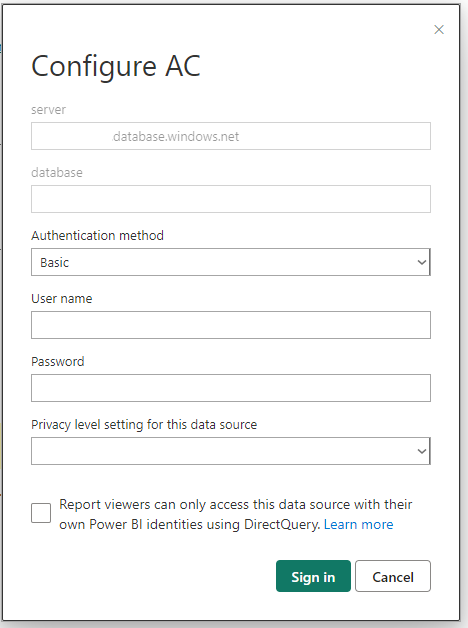 Configure AC
server
database.windows.net
database
Authentication method
Basic
User name
Password
Privacy level setting for this data source
Report viewers can only access this data source with their
own Power BI identities using DirectQuery. Learn more
Sign in Cancel